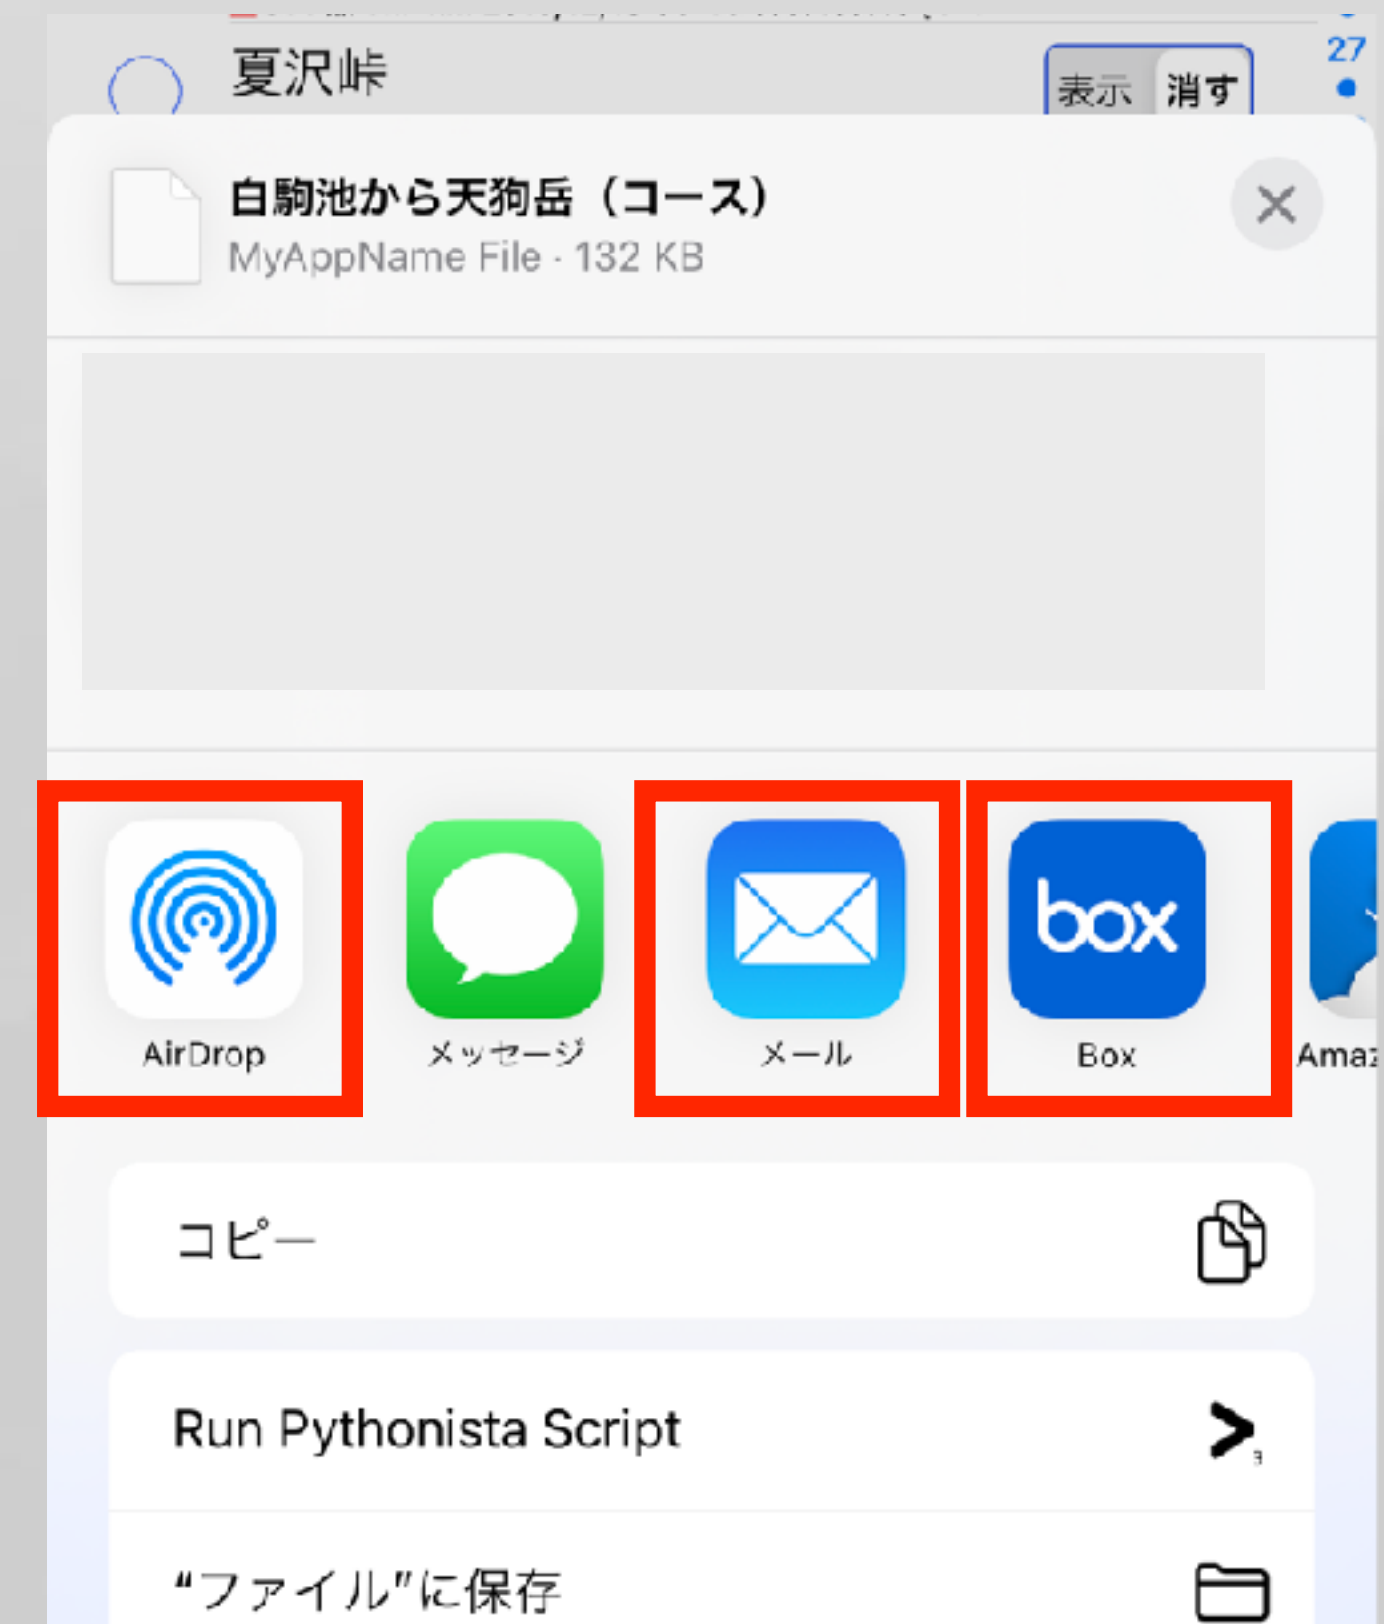 夏沢峠
表示 消す
27
白駒池から天狗岳（コース）
MyAppName File · 132 KB
box
AirDrop
メッセージ
メール
Box
コピー
Run Pythonista Script
“ファイル”に保存